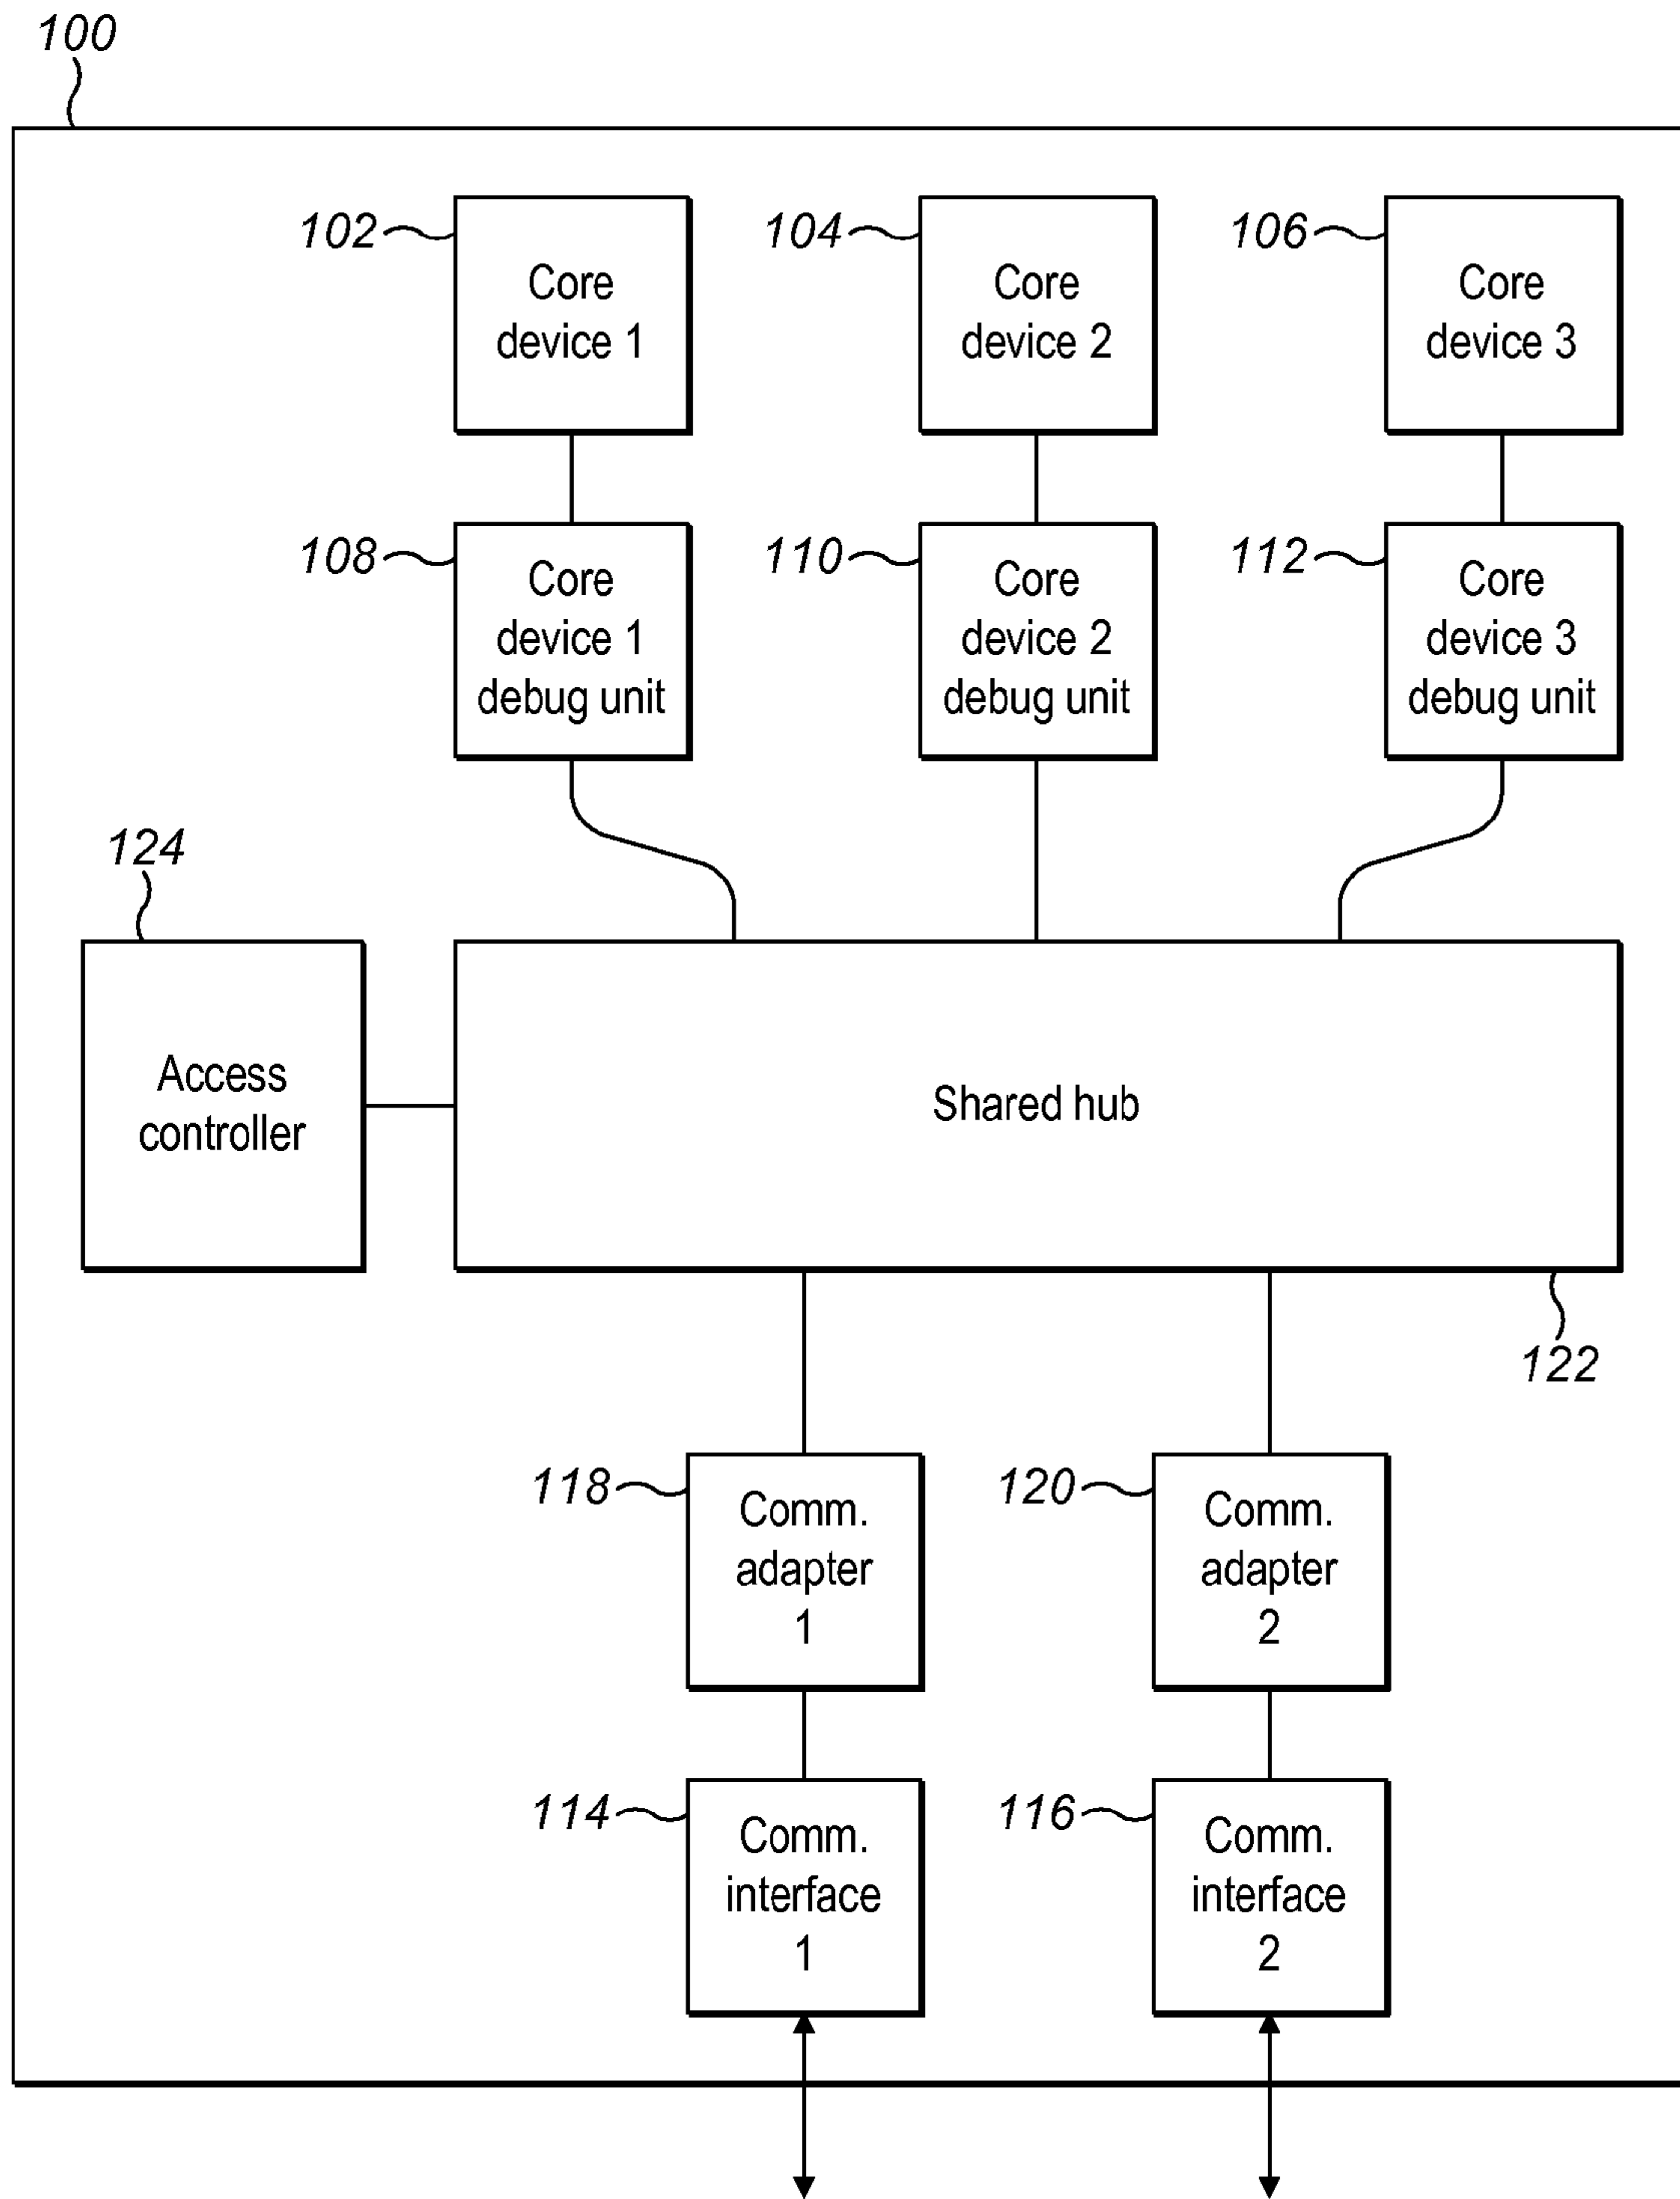 100
102
Core
device 1
104
Core
device 2
106
Core
device 3
108
Core
device 1
debug unit
110
Core
device 2
debug unit
112
Core
device 3
debug unit
124
Access
controller
Shared hub
122
118
Comm.
adapter
1
120
Comm.
adapter
2
114
Comm.
interface
1
116
Comm.
interface
2